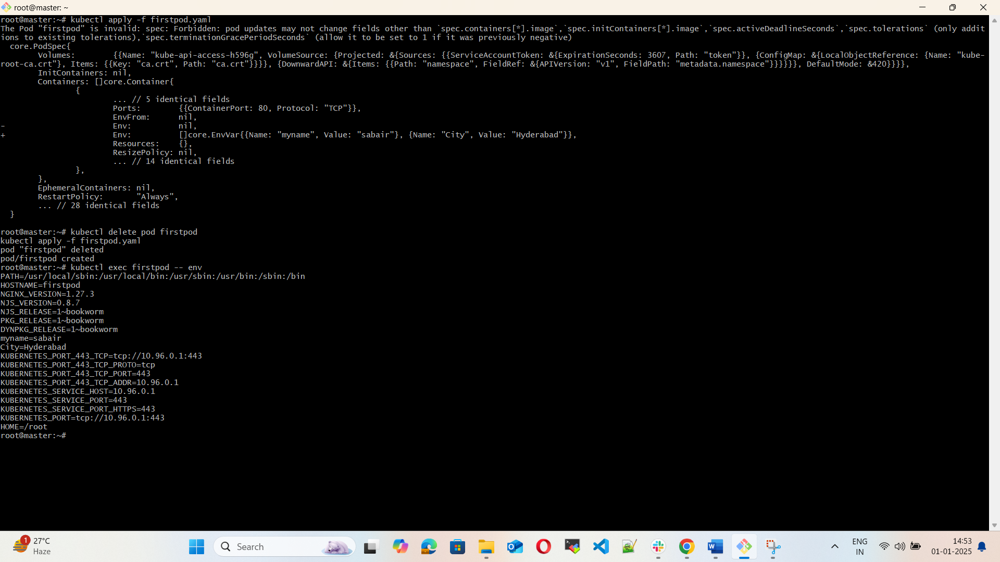 root@master: ~
root@master:~# kubectl apply -f firstpod.yaml
The Pod "firstpod" is invalid: spec: Forbidden: pod updates may not change fields other than `spec.containers[*].image`,`spec.initContainers[*].image`,`spec.activeDeadlineSeconds`,`spec.tolerations` (only addit
ions to existing tolerations),`spec.terminationGracePeriodSeconds` (allow it to be set to 1 if it was previously negative)
  core.PodSpec{
        Volumes:        {{Name: "kube-api-access-h596g", VolumeSource: {Projected: &{Sources: {{ServiceAccountToken: &{ExpirationSeconds: 3607, Path: "token"}}, {ConfigMap: &{LocalObjectReference: {Name: "kube-
root-ca.crt"}, Items: {{Key: "ca.crt", Path: "ca.crt"}}}}, {DownwardAPI: &{Items: {{Path: "namespace", FieldRef: &{APIVersion: "v1", FieldPath: "metadata.namespace"}}}}}}, DefaultMode: &420}}}},
        InitContainers: nil,
        Containers: []core.Container{
                {
                        ... // 5 identical fields
                        Ports:        {{ContainerPort: 80, Protocol: "TCP"}},
                        EnvFrom:      nil,
-                       Env:          nil,
+                       Env:          []core.EnvVar{{Name: "myname", Value: "sabair"}, {Name: "City", Value: "Hyderabad"}},
                        Resources:    {},
                        ResizePolicy: nil,
                        ... // 14 identical fields
                },
        },
        EphemeralContainers: nil,
        RestartPolicy:       "Always",
        ... // 28 identical fields
  }
root@master:~# kubectl delete pod firstpod
kubectl apply -f firstpod.yaml
pod "firstpod" deleted
pod/firstpod created
root@master:~# kubectl exec firstpod -- env
PATH=/usr/local/sbin:/usr/local/bin:/usr/sbin:/usr/bin:/sbin:/bin
HOSTNAME=firstpod
NGINX_VERSION=1.27.3
NJS_VERSION=0.8.7
NJS_RELEASE=1~bookworm
PKG_RELEASE=1~bookworm
DYNPKG_RELEASE=1~bookworm
myname=sabair
City=Hyderabad
KUBERNETES_PORT_443_TCP=tcp://10.96.0.1:443
KUBERNETES_PORT_443_TCP_PROTO=tcp
KUBERNETES_PORT_443_TCP_PORT=443
KUBERNETES_PORT_443_TCP_ADDR=10.96.0.1
KUBERNETES_SERVICE_HOST=10.96.0.1
KUBERNETES_SERVICE_PORT=443
KUBERNETES_SERVICE_PORT_HTTPS=443
KUBERNETES_PORT=tcp://10.96.0.1:443
HOME=/root
root@master:~#
1
27°C
Haze
Search
ENG
IN
14:53
01-01-2025